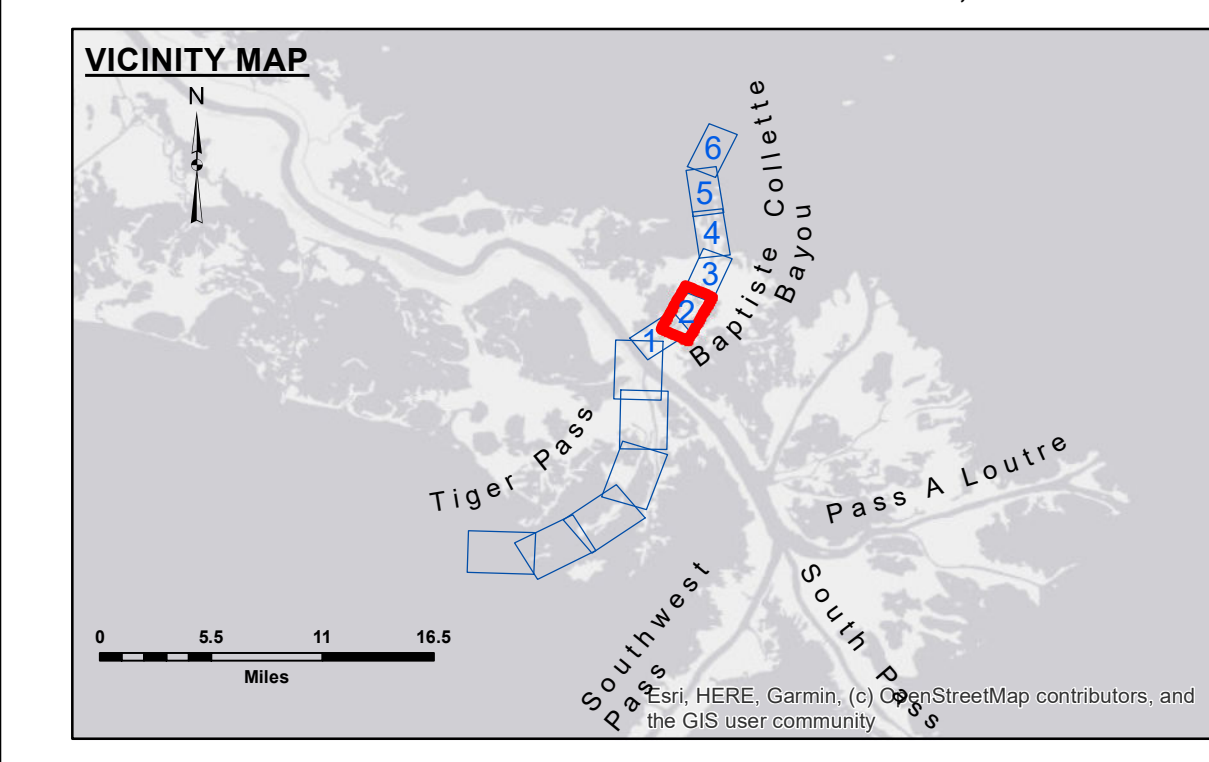 VICINITY MAP
N
6
5
4
3
2
1
Baptiste Collette
Bayou
Tiger Pass
Pass A Loutre
Southwest
Pass
South Pass
0 5.5 11 16.5
Miles
Esri, HERE, Garmin, (c) OpenStreetMap contributors, and
the GIS user community